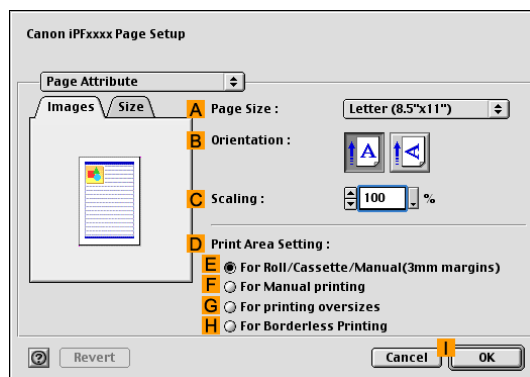 Canon iPFxxxx Page Setup
Page Attribute
Images Size
A Page Size : Letter (8.5"x11")
B Orientation :
C Scaling : 100 %
D Print Area Setting :
E For Roll/Cassette/Manual(3mm margins)
F For Manual printing
G For printing oversizes
H For Borderless Printing
I
? Revert Cancel OK